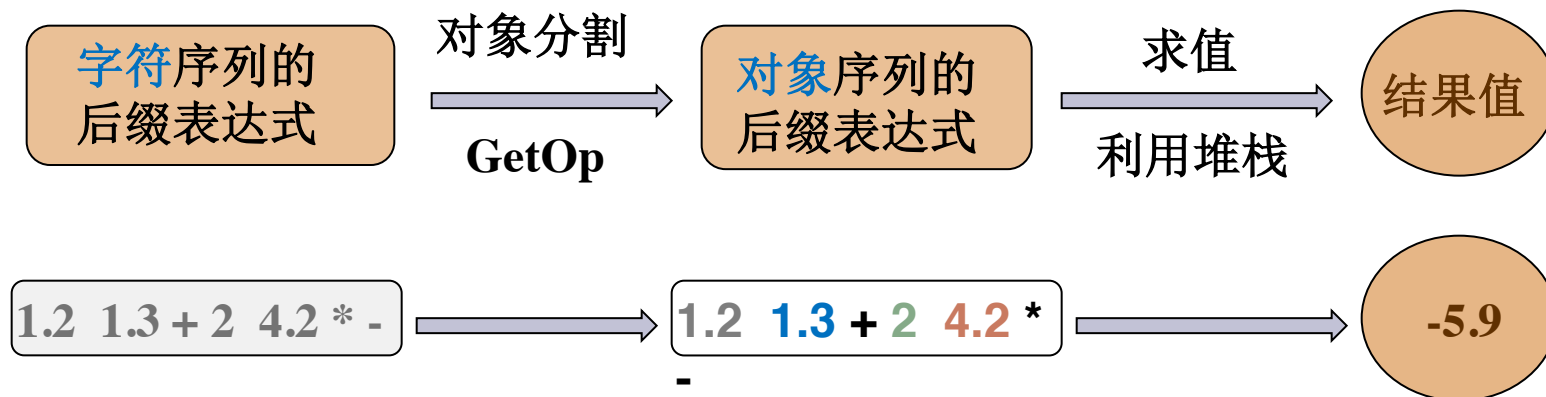 字符序列的
后缀表达式
对象分割
GetOp
对象序列的
后缀表达式
求值
利用堆栈
结果值
1.2 1.3 + 2 4.2 * -
1.2 1.3 + 2 4.2 *
-
-5.9